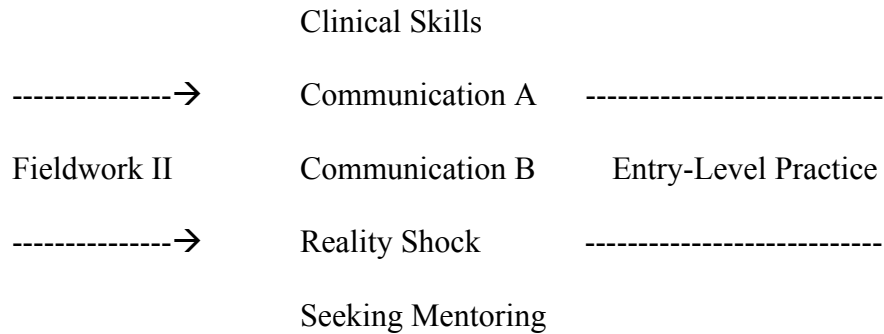 Clinical Skills
---------------→ Communication A ----------------------------
Fieldwork II Communication B Entry-Level Practice
---------------→ Reality Shock ----------------------------
Seeking Mentoring